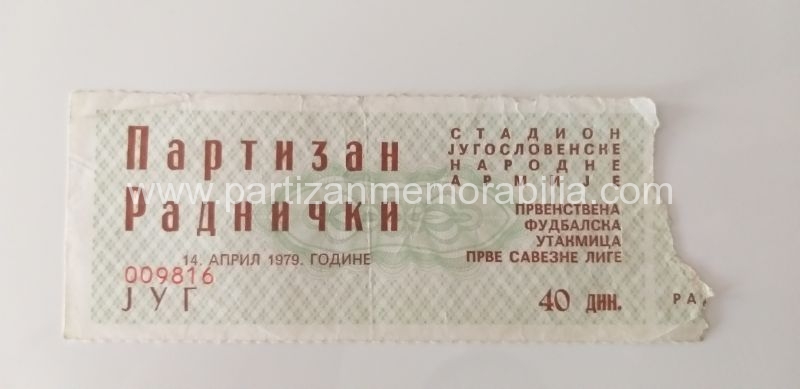 Партизан
Раднички
14. АПРИЛ 1979. ГОДИНЕ
009816
ЈУГ
СТАДИОН
ЈУГОСЛОВЕНСКЕ
НАРОДНЕ
АРМИЈЕ
ПРВЕНСТВЕНА
ФУДБАЛСКА
УТАКМИЦА
ПРВЕ САВЕЗНЕ ЛИГЕ
40 ДИН.
www.partizanmemorabilia.com